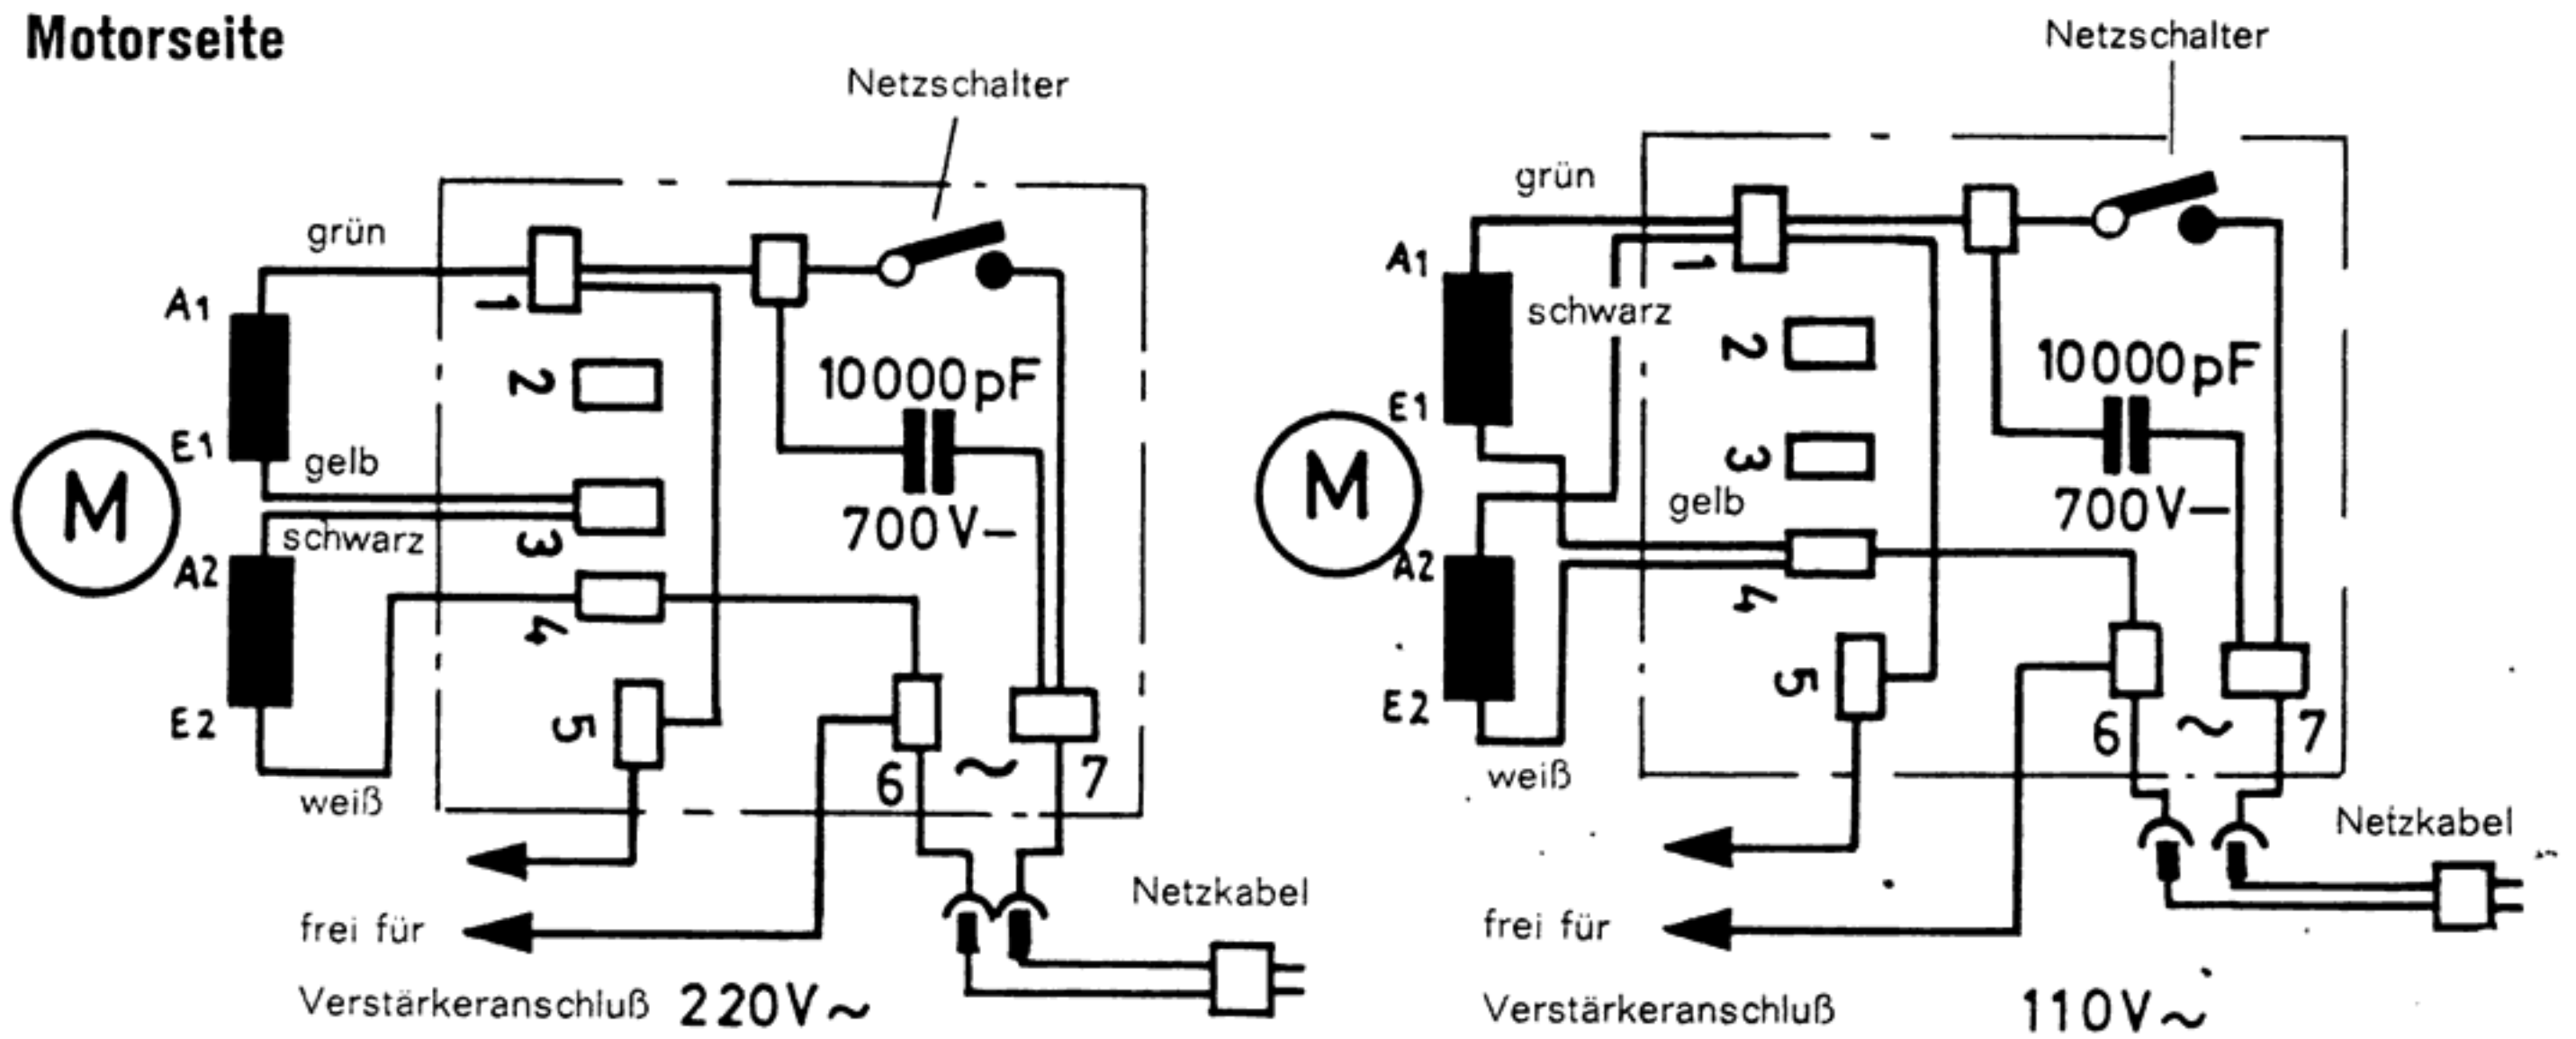 Motorseite
Netzschalter
grün
A1
1
2
10000pF
E1
gelb
M
schwarz
3
700V–
A2
4
E2
5
6
~
7
weiß
Netzkabel
frei für
Verstärkeranschluß 220V~
Netzschalter
grün
A1
1
schwarz
2
10000pF
E1
3
M
gelb
700V–
A2
4
E2
5
6
~
7
weiß
Netzkabel
frei für
Verstärkeranschluß 110V~